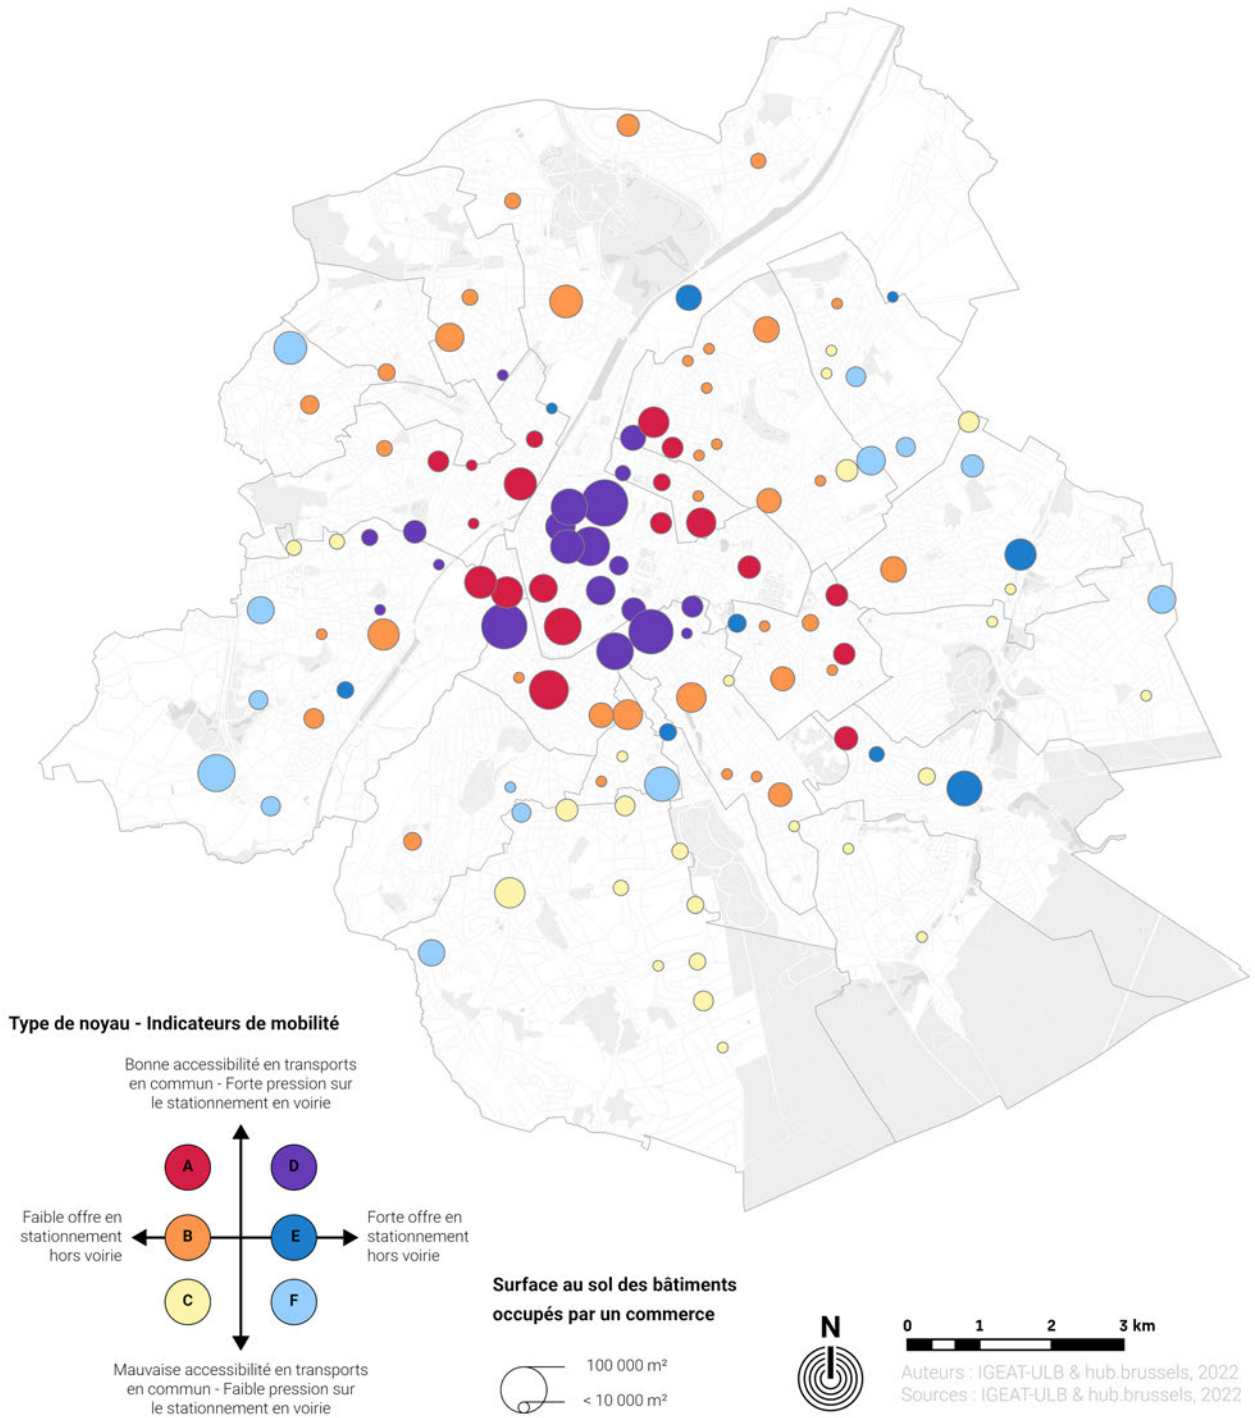 Type de noyau - Indicateurs de mobilité
Bonne accessibilité en transports
en commun - Forte pression sur
le stationnement en voirie
A
D
Faible offre en
stationnement
hors voirie
B
E
Forte offre en
stationnement
hors voirie
C
F
Mauvaise accessibilité en transports
en commun - Faible pression sur
le stationnement en voirie
Surface au sol des bâtiments
occupés par un commerce
100 000 m²
< 10 000 m²
N
0 1 2 3 km
Auteurs : IGEAT-ULB & hub.brussels, 2022
Sources : IGEAT-ULB & hub.brussels, 2022